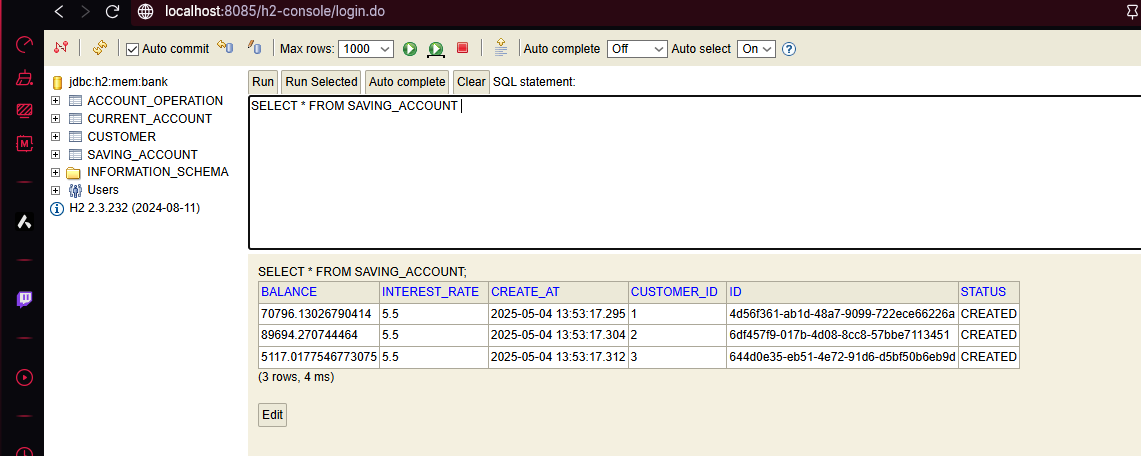 localhost:8085/h2-console/login.do
Auto commit Max rows: 1000 Auto complete Off Auto select On ?
jdbc:h2:mem:bank
ACCOUNT_OPERATION
CURRENT_ACCOUNT
CUSTOMER
SAVING_ACCOUNT
INFORMATION_SCHEMA
Users
H2 2.3.232 (2024-08-11)
Run Run Selected Auto complete Clear SQL statement:
SELECT * FROM SAVING_ACCOUNT
SELECT * FROM SAVING_ACCOUNT;
BALANCE INTEREST_RATE CREATE_AT CUSTOMER_ID ID STATUS
70796.13026790414 5.5 2025-05-04 13:53:17.295 1 4d56f361-ab1d-48a7-9099-722ece66226a CREATED
89694.270744464 5.5 2025-05-04 13:53:17.304 2 6df457f9-017b-4d08-8cc8-57bbe7113451 CREATED
5117.0177546773075 5.5 2025-05-04 13:53:17.312 3 644d0e35-eb51-4e72-91d6-d5bf50b6eb9d CREATED
(3 rows, 4 ms)
Edit